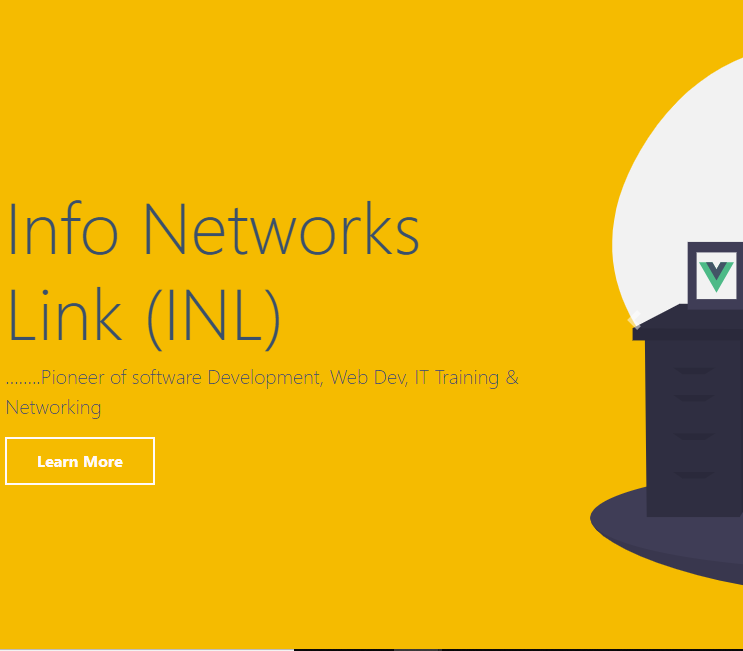 Info Networks
Link (INL)
........Pioneer of software Development, Web Dev, IT Training &
Networking
Learn More